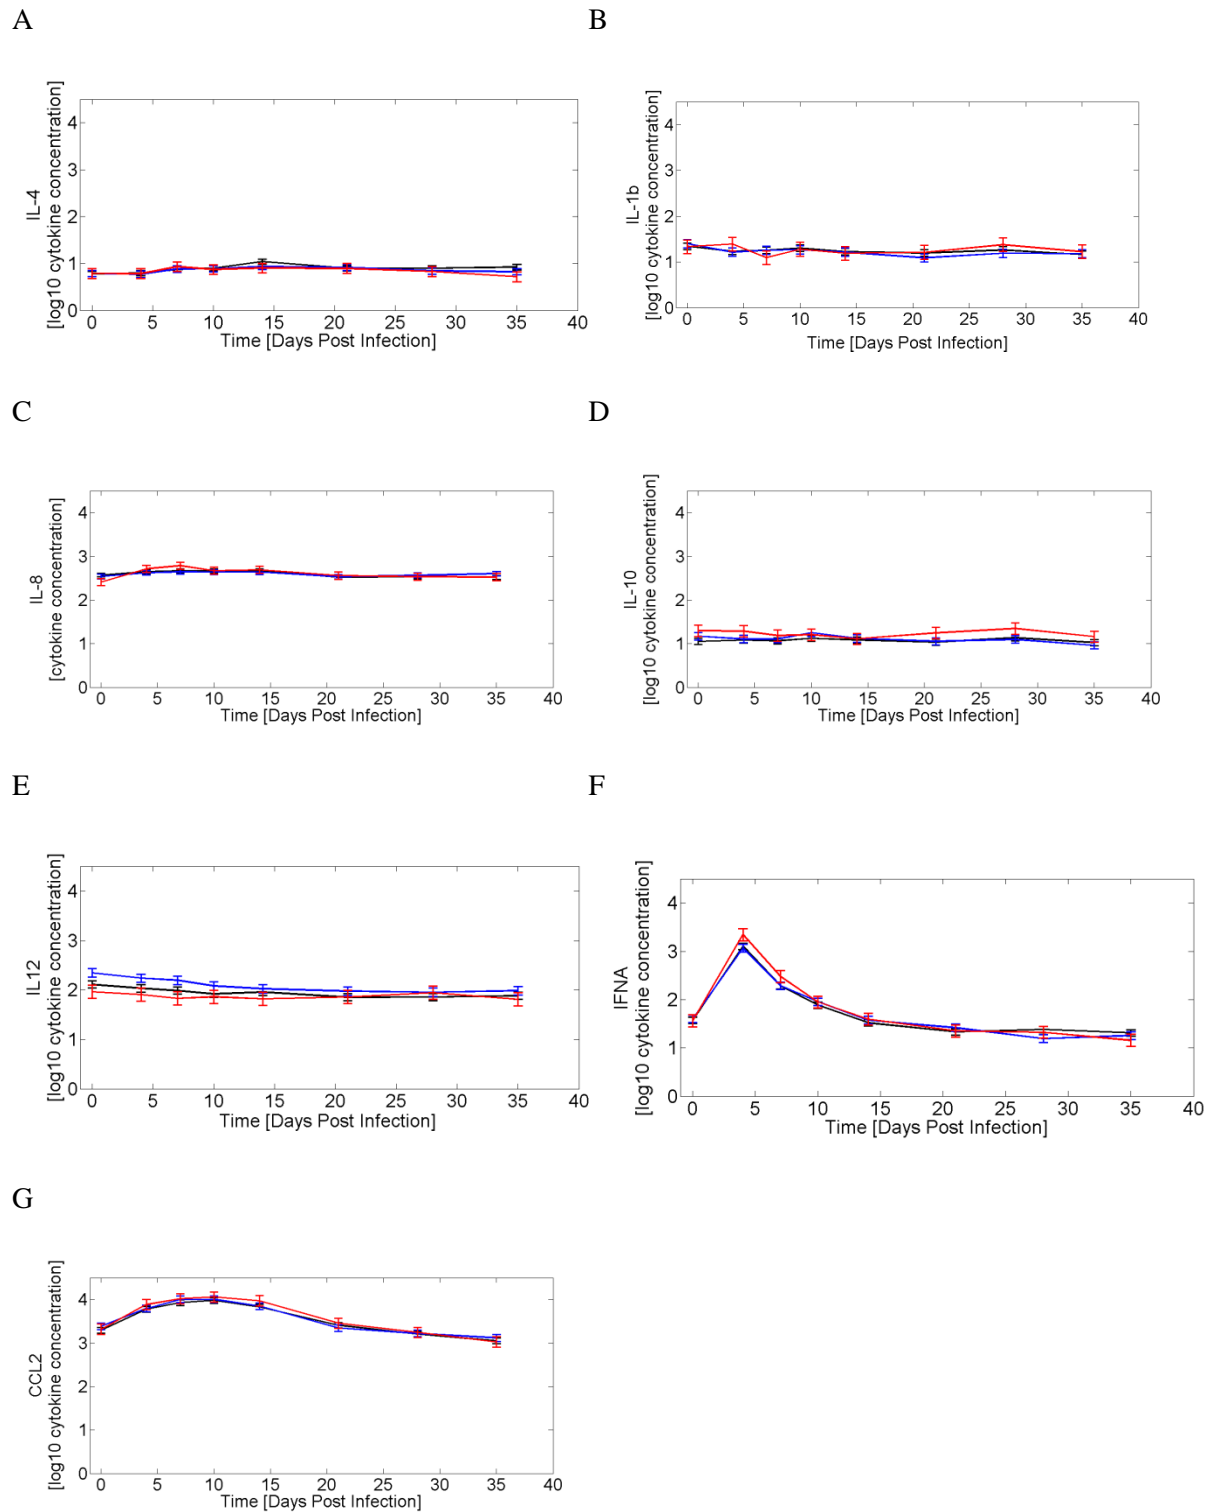 A
IL-4
[log10 cytokine concentration]
4
3
2
1
0
0 5 10 15 20 25 30 35 40
Time [Days Post Infection]
B
IL-1b
[log10 cytokine concentration]
4
3
2
1
0
0 5 10 15 20 25 30 35 40
Time [Days Post Infection]
C
IL-8
[cytokine concentration]
4
3
2
1
0
0 5 10 15 20 25 30 35 40
Time [Days Post Infection]
D
IL-10
[log10 cytokine concentration]
4
3
2
1
0
0 5 10 15 20 25 30 35 40
Time [Days Post Infection]
E
IL12
[log10 cytokine concentration]
4
3
2
1
0
0 5 10 15 20 25 30 35 40
Time [Days Post Infection]
F
IFNA
[log10 cytokine concentration]
4
3
2
1
0
0 5 10 15 20 25 30 35 40
Time [Days Post Infection]
G
CCL2
[log10 cytokine concentration]
4
3
2
1
0
0 5 10 15 20 25 30 35 40
Time [Days Post Infection]